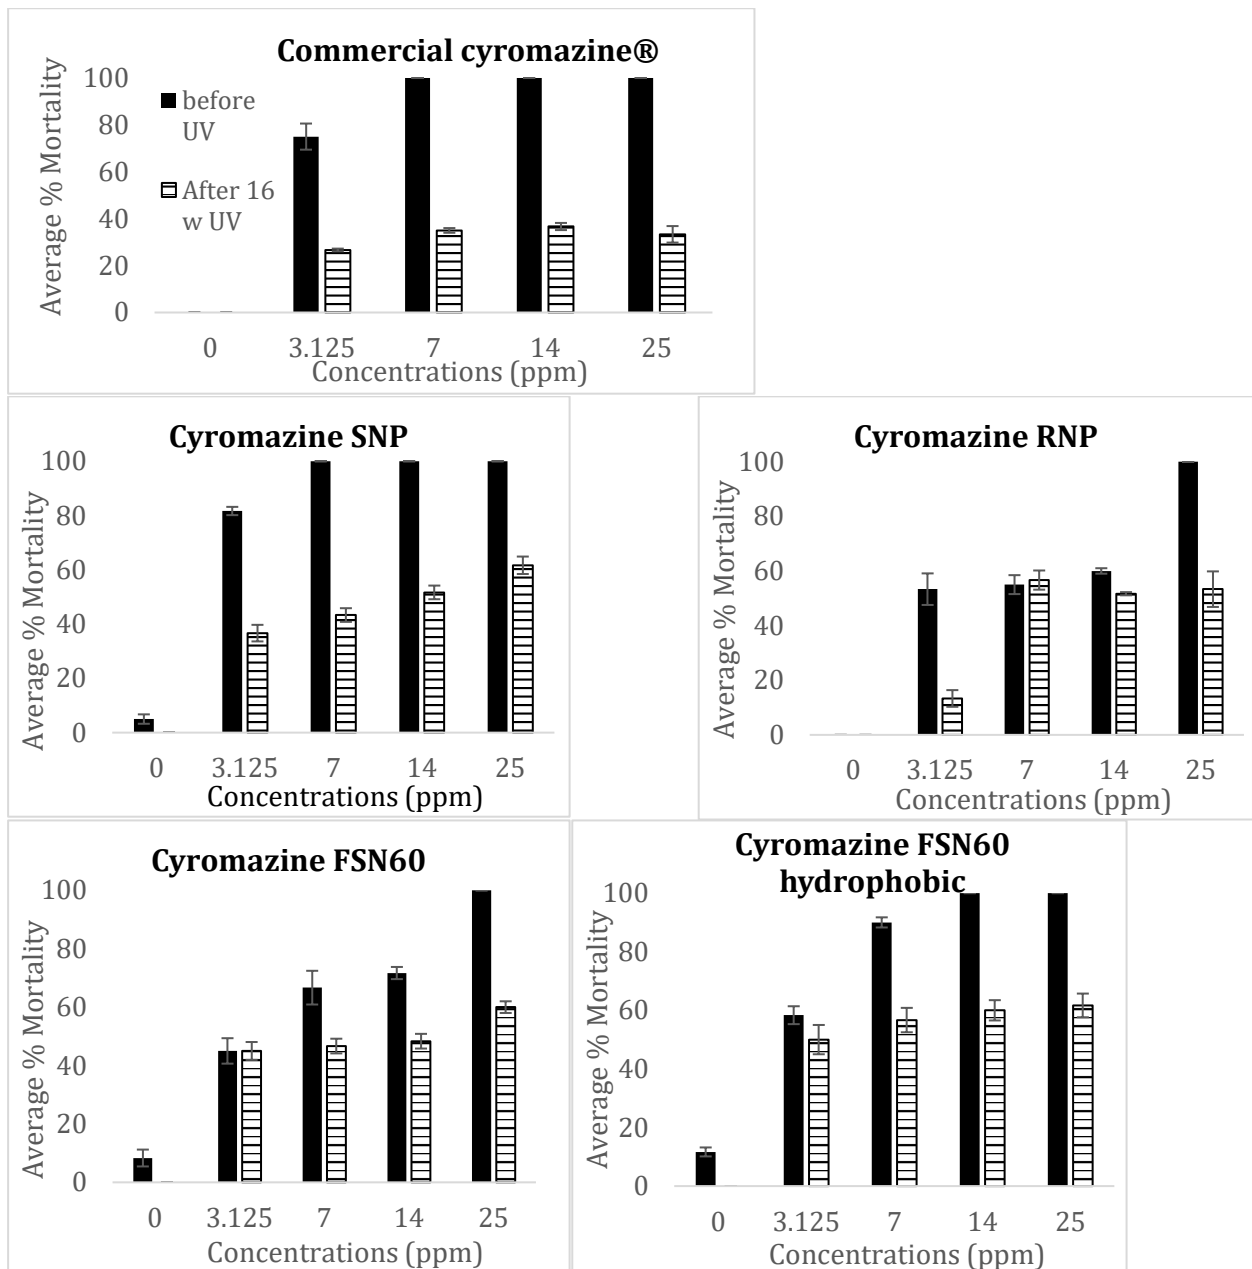 Commercial cyromazine®
Average % Mortality
100
80
60
40
20
0
before
UV
After 16
w UV
0 3.125 7 14 25
Concentrations (ppm)
Cyromazine SNP
Average % Mortality
100
80
60
40
20
0
0 3.125 7 14 25
Concentrations (ppm)
Cyromazine RNP
Average % Mortality
100
80
60
40
20
0
0 3.125 7 14 25
Concentrations (ppm)
Cyromazine FSN60
Average % Mortality
100
80
60
40
20
0
0 3.125 7 14 25
Concentrations (ppm)
Cyromazine FSN60
hydrophobic
Average % Mortality
100
80
60
40
20
0
0 3.125 7 14 25
Concentrations (ppm)